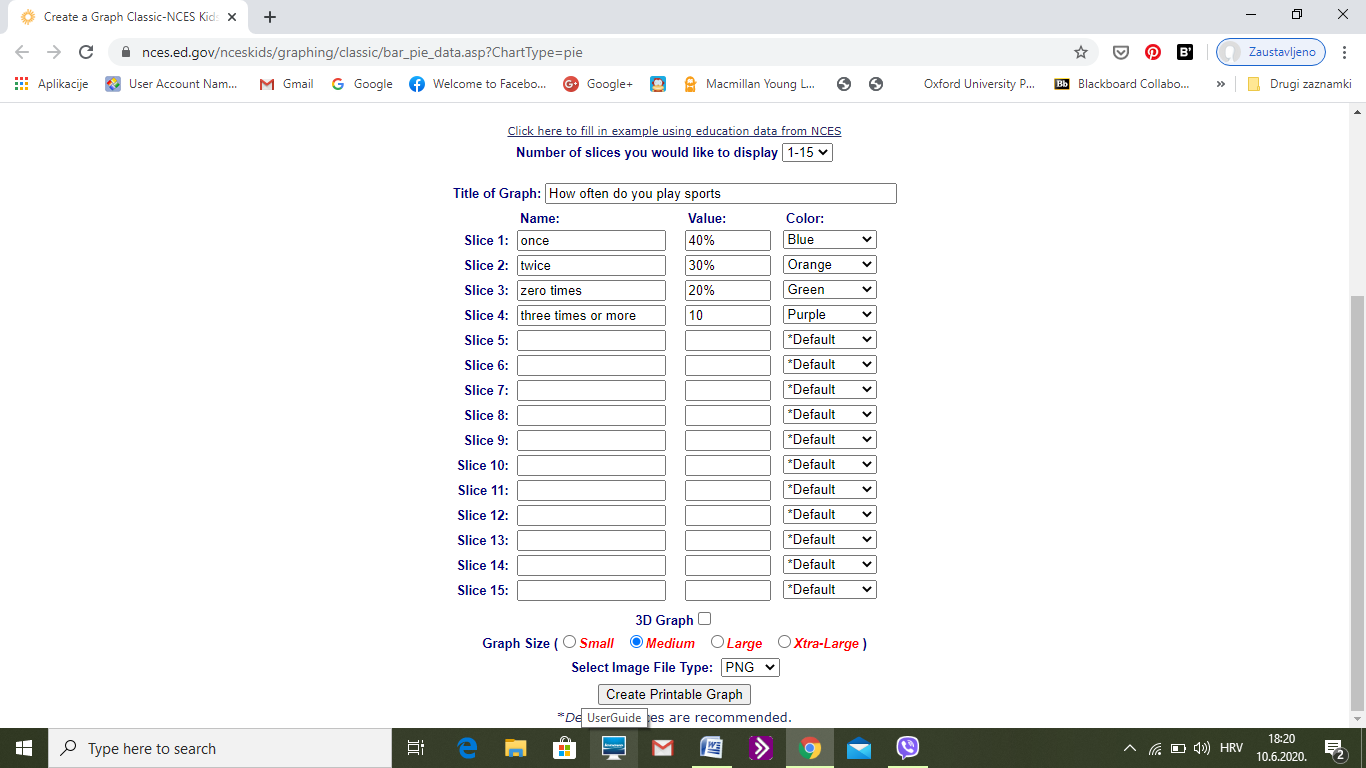 Create a Graph Classic-NCES Kid
nces.ed.gov/nceskids/graphing/classic/bar_pie_data.asp?ChartType=pie
Zaustavljeno
Aplikacije User Account Nam... Gmail Google Welcome to Facebo... Google+ Macmillan Young L... Oxford University P... Bb Blackboard Collabo... » Drugi zaznamki
Click here to fill in example using education data from NCES
Number of slices you would like to display 1-15
Title of Graph: How often do you play sports
Name: Value: Color:
Slice 1: once 40% Blue
Slice 2: twice 30% Orange
Slice 3: zero times 20% Green
Slice 4: three times or more 10 Purple
Slice 5: *Default
Slice 6: *Default
Slice 7: *Default
Slice 8: *Default
Slice 9: *Default
Slice 10: *Default
Slice 11: *Default
Slice 12: *Default
Slice 13: *Default
Slice 14: *Default
Slice 15: *Default
3D Graph
Graph Size ( Small Medium Large Xtra-Large )
Select Image File Type: PNG
Create Printable Graph
are recommended.
UserGuide
Type here to search
HRV
18:20
10.6.2020.
2